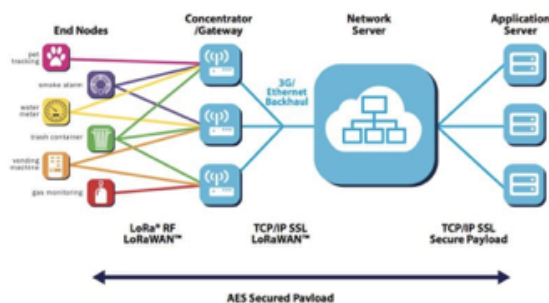 End Nodes
Concentrator
/Gateway
Network
Server
Application
Server
pet
tracking
smoke alarm
water
meter
trash container
vending
machine
gas monitoring
3G/
Ethernet
Backhaul
LoRa® RF
LoRaWAN™
TCP/IP SSL
LoRaWAN™
TCP/IP SSL
Secure Payload
AES Secured Payload